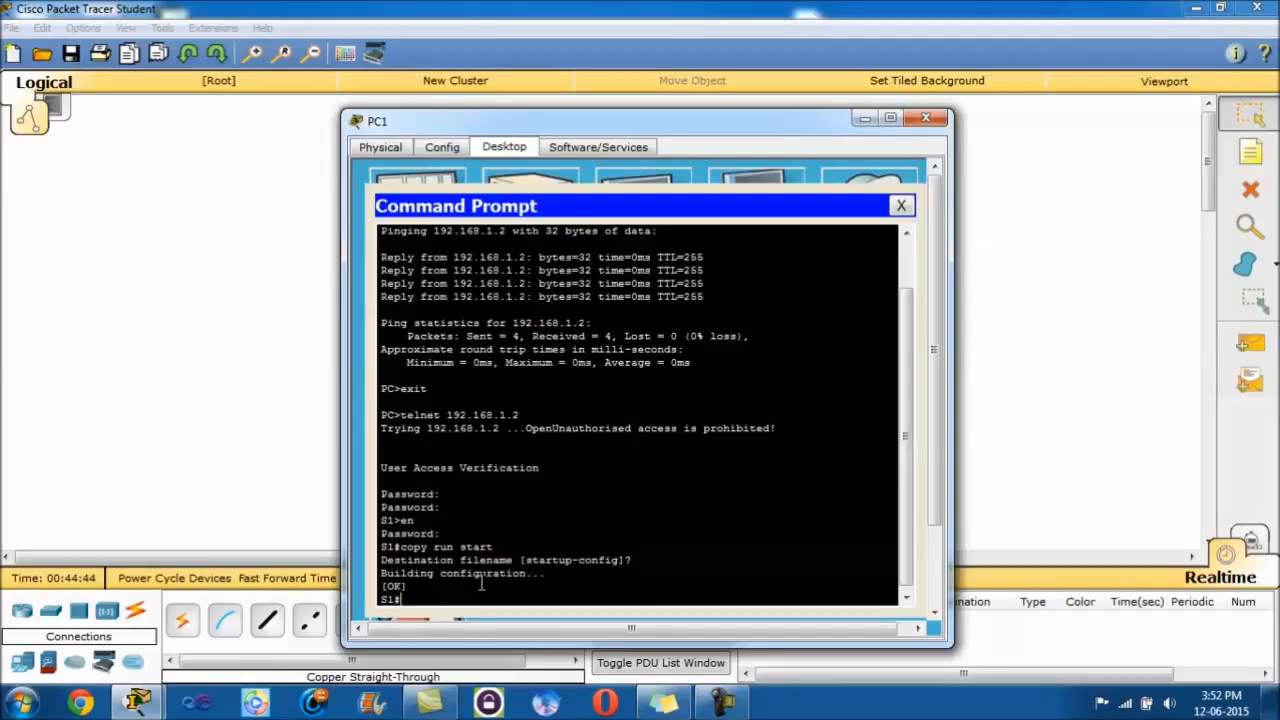 Cisco Packet Tracer Student
File Edit Options View Tools Extensions Help
Logical [Root] New Cluster Move Object Set Tiled Background Viewport
PC1
Physical Config Desktop Software/Services
Command Prompt X
Pinging 192.168.1.2 with 32 bytes of data:
Reply from 192.168.1.2: bytes=32 time=0ms TTL=255
Reply from 192.168.1.2: bytes=32 time=0ms TTL=255
Reply from 192.168.1.2: bytes=32 time=0ms TTL=255
Reply from 192.168.1.2: bytes=32 time=0ms TTL=255
Ping statistics for 192.168.1.2:
Packets: Sent = 4, Received = 4, Lost = 0 (0% loss),
Approximate round trip times in milli-seconds:
Minimum = 0ms, Maximum = 0ms, Average = 0ms
PC>exit
PC>telnet 192.168.1.2
Trying 192.168.1.2 ...OpenUnauthorised access is prohibited!
User Access Verification
Password:
Password:
S1>en
Password:
S1#copy run start
Destination filename [startup-config]?
Building configuration...
[OK]
S1#
Time: 00:44:44 Power Cycle Devices Fast Forward Time
Realtime
Connections
Copper Straight-Through
Toggle PDU List Window
ination Type Color Time(sec) Periodic Num
3:52 PM
12-06-2015